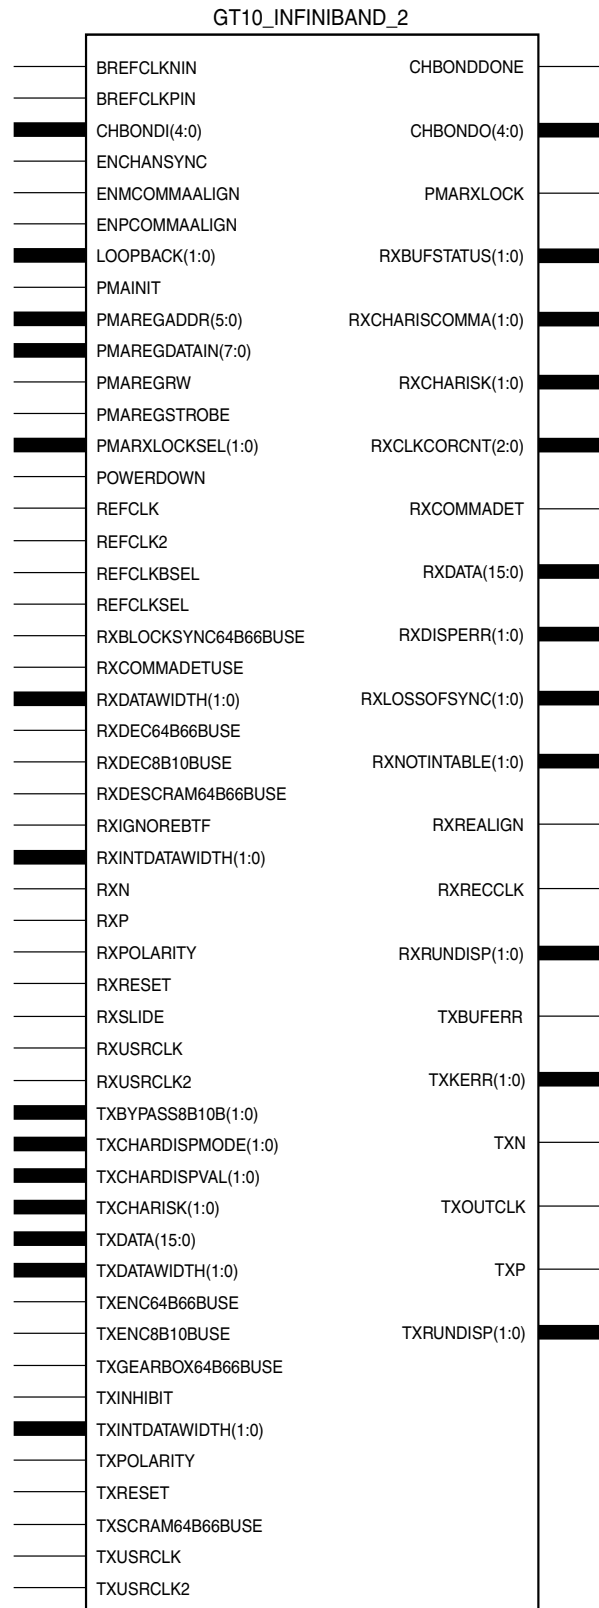 GT10_INFINIBAND_2
BREFCLKNIN CHBONDDONE
BREFCLKPIN
CHBONDI(4:0) CHBONDO(4:0)
ENCHANSYNC
ENMCOMMAALIGN PMARXLOCK
ENPCOMMAALIGN
LOOPBACK(1:0) RXBUFSTATUS(1:0)
PMAINIT
PMAREGADDR(5:0) RXCHARISCOMMA(1:0)
PMAREGDATAIN(7:0)
PMAREGRW RXCHARISK(1:0)
PMAREGSTROBE
PMARXLOCKSEL(1:0) RXCLKCORCNT(2:0)
POWERDOWN
REFCLK RXCOMMADET
REFCLK2
REFCLKBSEL RXDATA(15:0)
REFCLKSEL
RXBLOCKSYNC64B66BUSE RXDISPERR(1:0)
RXCOMMADETUSE
RXDATAWIDTH(1:0) RXLOSSOFSYNC(1:0)
RXDEC64B66BUSE
RXDEC8B10BUSE RXNOTINTABLE(1:0)
RXDESCRAM64B66BUSE
RXIGNOREBTF RXREALIGN
RXINTDATAWIDTH(1:0)
RXN RXRECCLK
RXP
RXPOLARITY RXRUNDISP(1:0)
RXRESET
RXSLIDE TXBUFERR
RXUSRCLK
RXUSRCLK2 TXKERR(1:0)
TXBYPASS8B10B(1:0)
TXCHARDISPMODE(1:0) TXN
TXCHARDISPVAL(1:0)
TXCHARISK(1:0) TXOUTCLK
TXDATA(15:0)
TXDATAWIDTH(1:0) TXP
TXENC64B66BUSE
TXENC8B10BUSE TXRUNDISP(1:0)
TXGEARBOX64B66BUSE
TXINHIBIT
TXINTDATAWIDTH(1:0)
TXPOLARITY
TXRESET
TXSCRAM64B66BUSE
TXUSRCLK
TXUSRCLK2